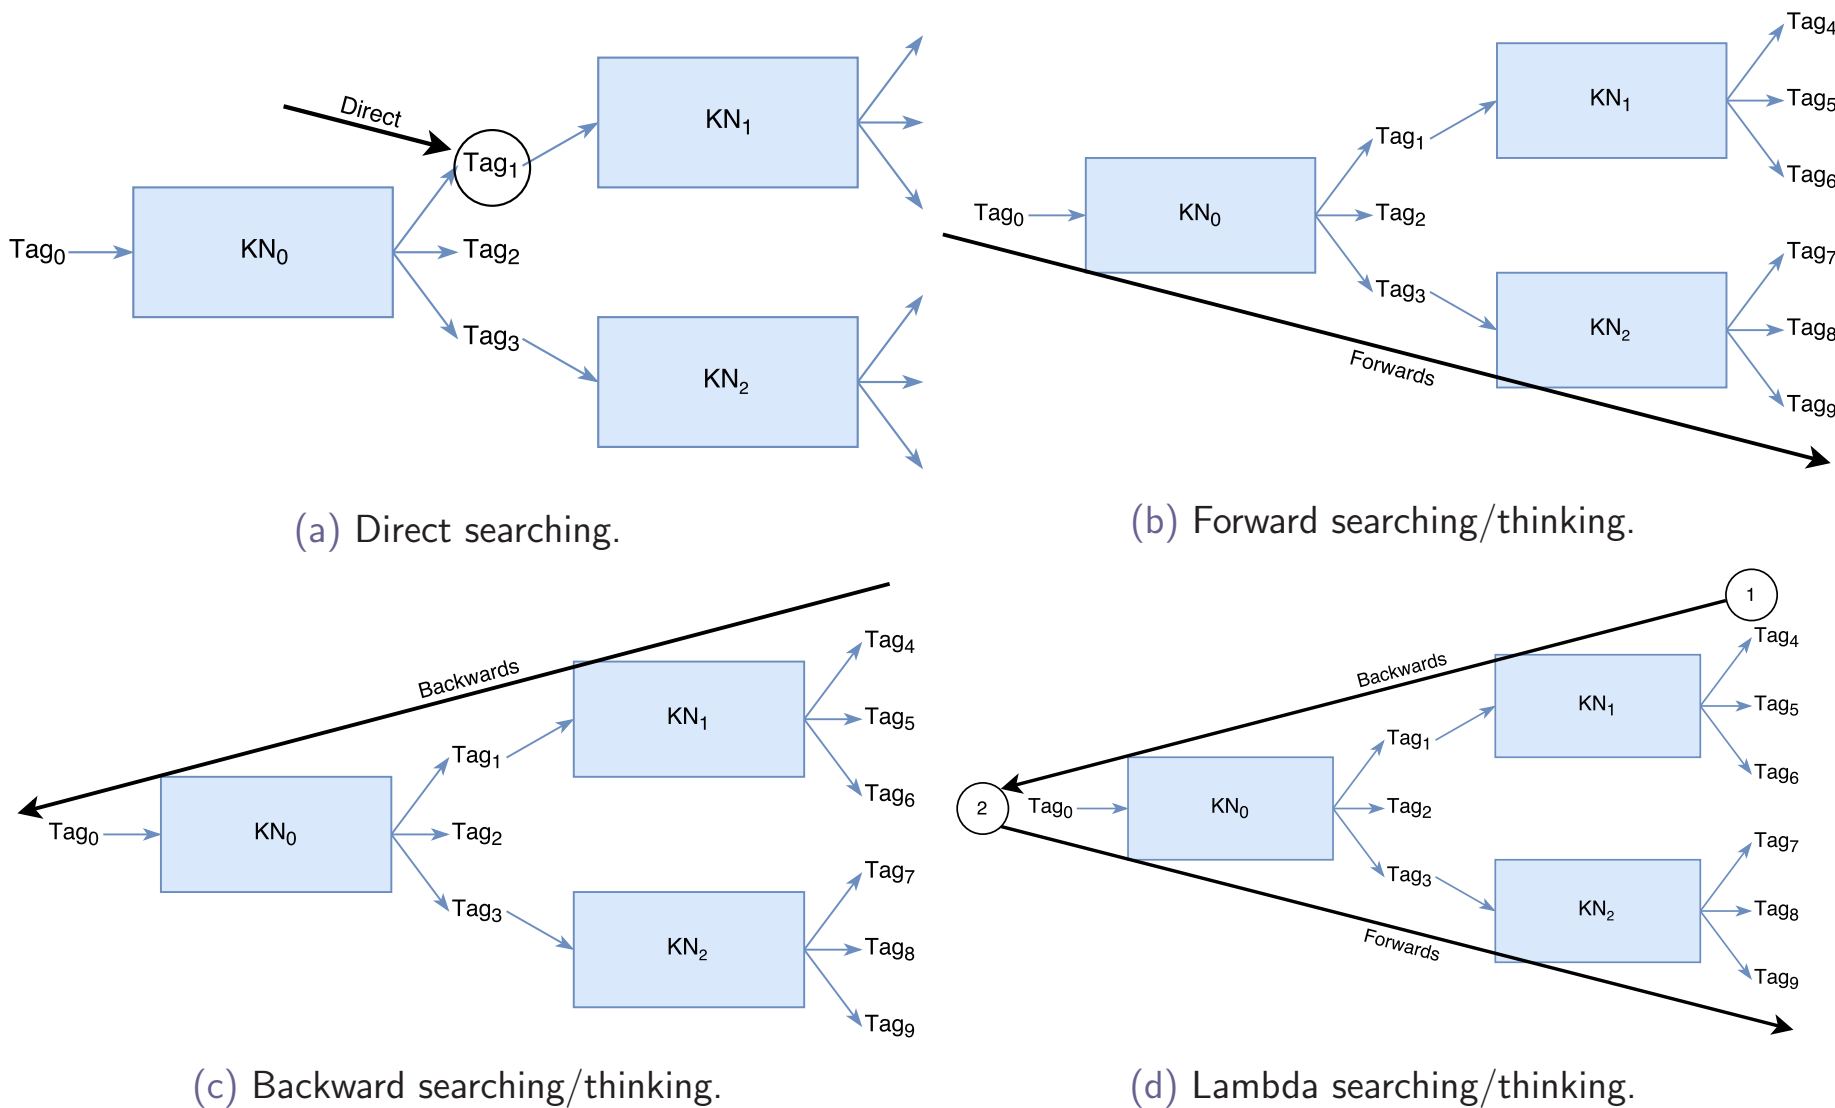 Direct
Tag1
KN1
Tag0
KN0
Tag2
Tag3
KN2
(a) Direct searching.
Tag4
KN1
Tag5
Tag1
Tag6
Tag0
KN0
Tag2
Tag7
Tag3
KN2
Tag8
Forwards
Tag9
(b) Forward searching/thinking.
Backwards
Tag4
KN1
Tag5
Tag1
Tag6
Tag0
KN0
Tag2
Tag7
Tag3
KN2
Tag8
Tag9
(c) Backward searching/thinking.
1
Tag4
Backwards
KN1
Tag5
Tag1
Tag6
2
Tag0
KN0
Tag2
Tag7
Tag3
KN2
Tag8
Forwards
Tag9
(d) Lambda searching/thinking.